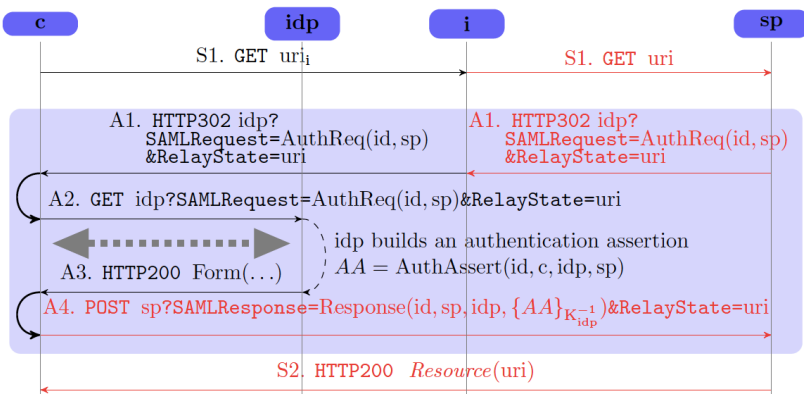 c idp i sp
S1. GET uri_i S1. GET uri
A1. HTTP302 idp? A1. HTTP302 idp?
SAMLRequest=AuthReq(id, sp) SAMLRequest=AuthReq(id, sp)
&RelayState=uri &RelayState=uri
A2. GET idp?SAMLRequest=AuthReq(id, sp)&RelayState=uri
idp builds an authentication assertion
A3. HTTP200 Form(...) AA = AuthAssert(id, c, idp, sp)
A4. POST sp?SAMLResponse=Response(id, sp, idp, {AA}_{K_{idp}^{-1}})&RelayState=uri
S2. HTTP200 Resource(uri)